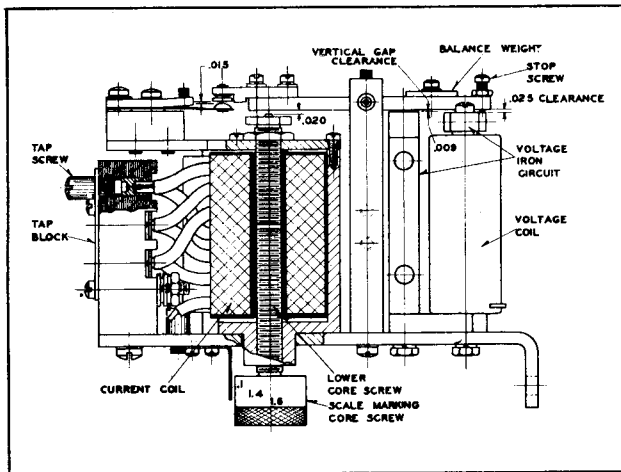 .015
VERTICAL GAP
CLEARANCE
BALANCE WEIGHT
STOP
SCREW
.025 CLEARANCE
.020
.009
VOLTAGE
IRON
CIRCUIT
TAP
SCREW
TAP
BLOCK
VOLTAGE
COIL
CURRENT COIL
.1
1.4
1.6
LOWER
CORE SCREW
SCALE MARKING
CORE SCREW